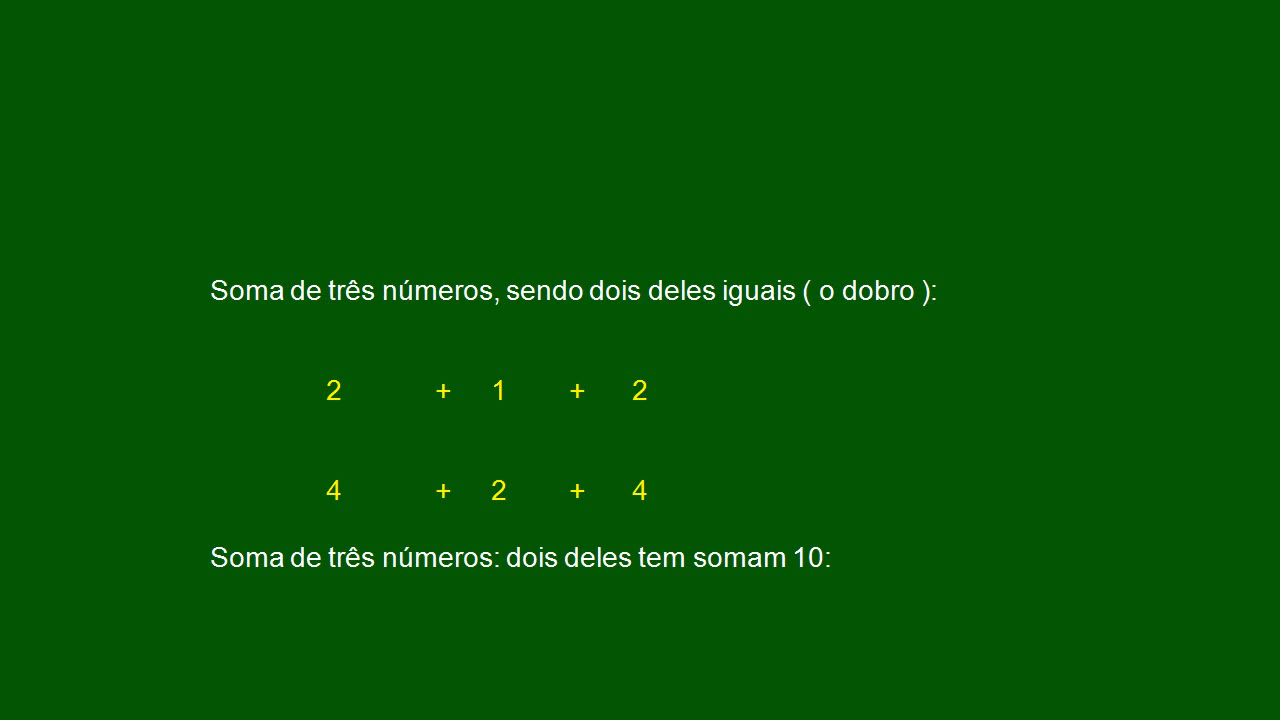 Soma de três números, sendo dois deles iguais ( o dobro ):
2 + 1 + 2
4 + 2 + 4
Soma de três números: dois deles tem somam 10: